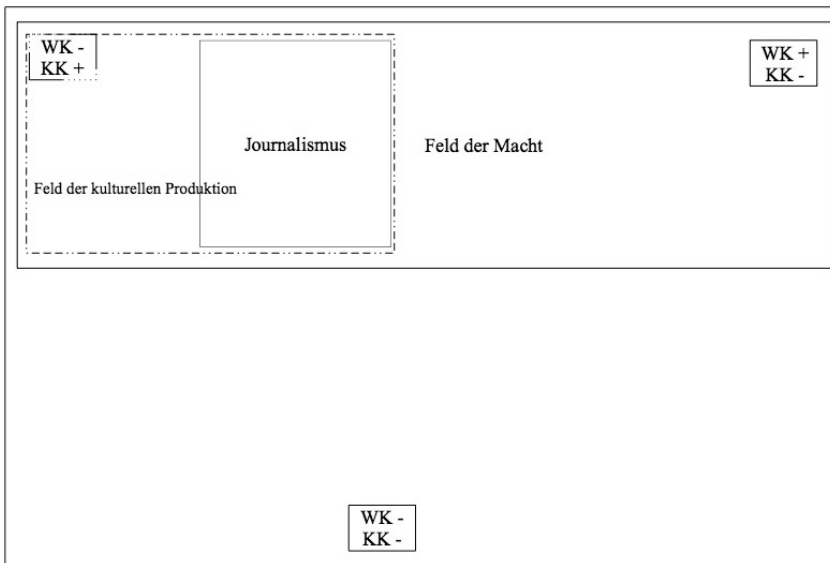 WK -
KK +
WK +
KK -
Journalismus
Feld der Macht
Feld der kulturellen Produktion
WK -
KK -